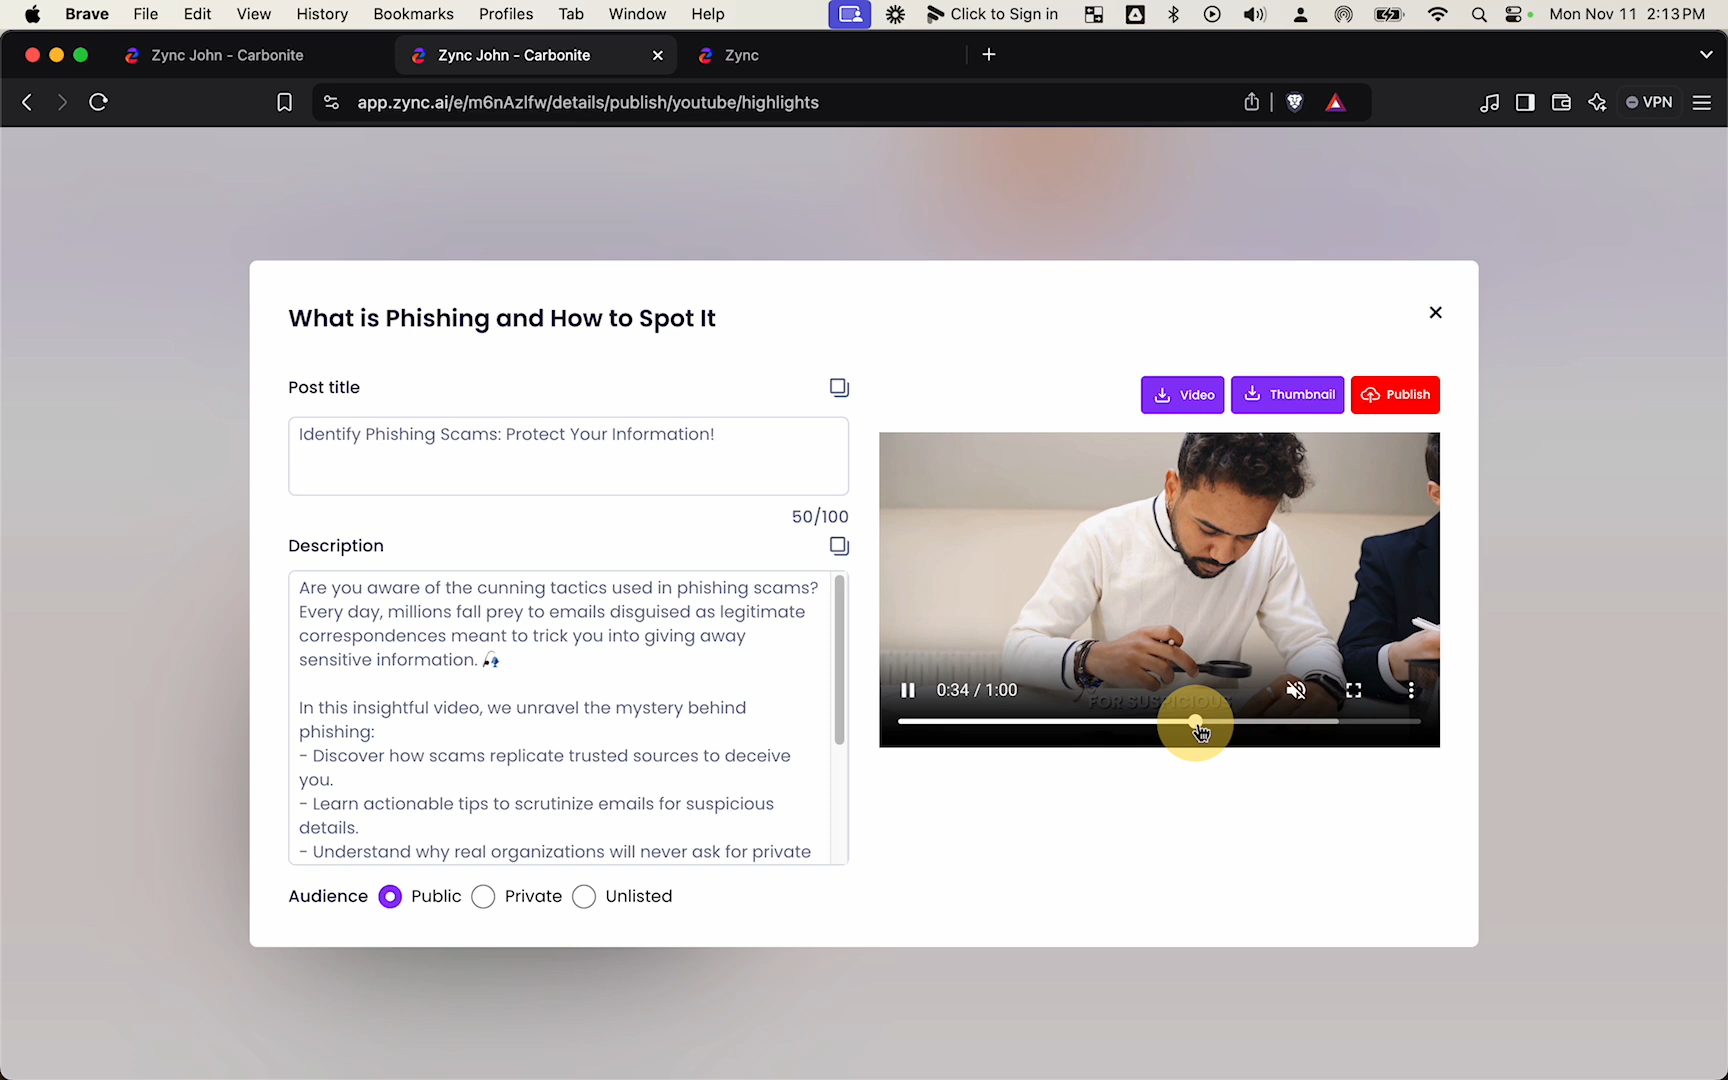 Brave File Edit View History Bookmarks Profiles Tab Window Help Click to Sign in Mon Nov 11 2:13 PM
Zync John - Carbonite Zync John - Carbonite Zync
app.zync.ai/e/m6nAzlfw/details/publish/youtube/highlights VPN
What is Phishing and How to Spot It
Post title
Video Thumbnail Publish
Identify Phishing Scams: Protect Your Information!
50/100
Description
Are you aware of the cunning tactics used in phishing scams?
Every day, millions fall prey to emails disguised as legitimate
correspondences meant to trick you into giving away
sensitive information. 🎣
In this insightful video, we unravel the mystery behind
phishing:
- Discover how scams replicate trusted sources to deceive
you.
- Learn actionable tips to scrutinize emails for suspicious
details.
- Understand why real organizations will never ask for private
0:34 / 1:00
FOR SUSPICIOUS
Audience Public Private Unlisted